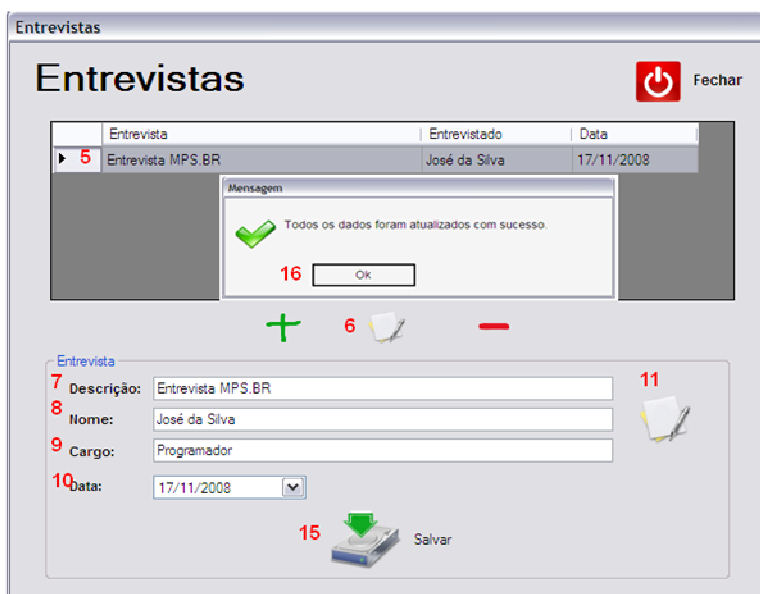 Entrevistas
Entrevistas
Fechar
Entrevista Entrevistado Data
5 Entrevista MPS.BR José da Silva 17/11/2008
Mensagem
Todos os dados foram atualizados com sucesso.
16 Ok
6
Entrevista
7 Descrição: Entrevista MPS.BR 11
8 Nome: José da Silva
9 Cargo: Programador
10 Data: 17/11/2008
15 Salvar